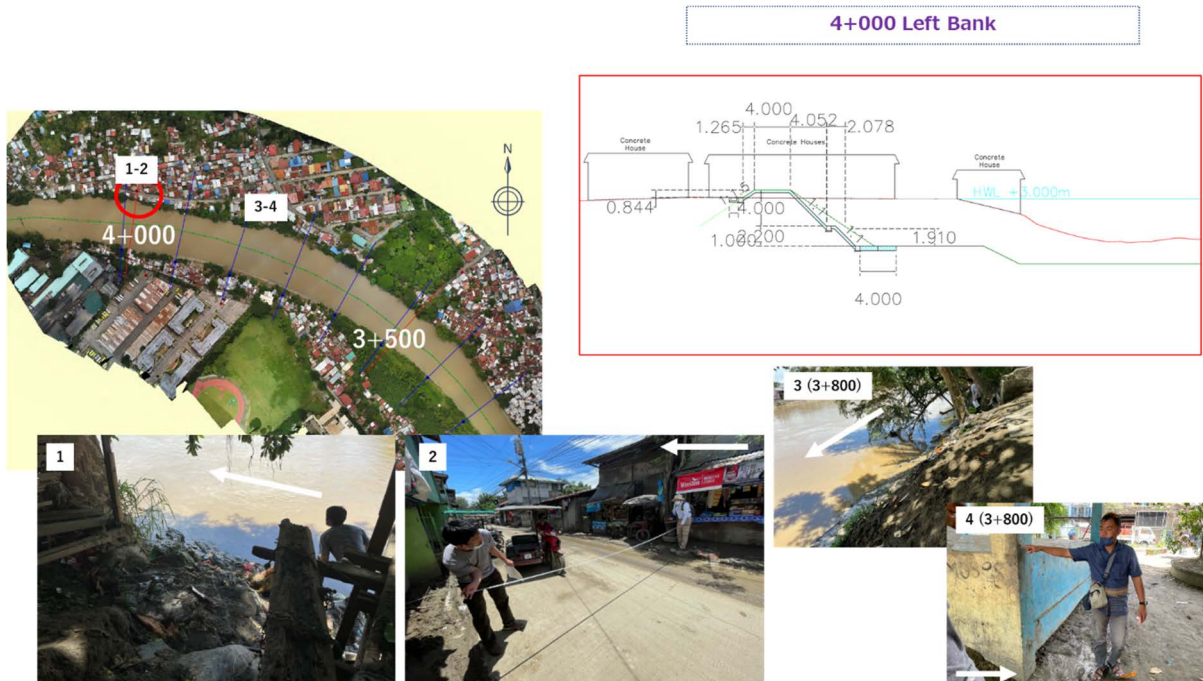 4+000 Left Bank
N
1-2
3-4
4+000
3+500
Concrete
House
Concrete Houses
Concrete
House
1.265
4.000
4.052
2.078
HWL +3.000m
0.844
4.000
1.910
4.000
1
2
3 (3+800)
4 (3+800)